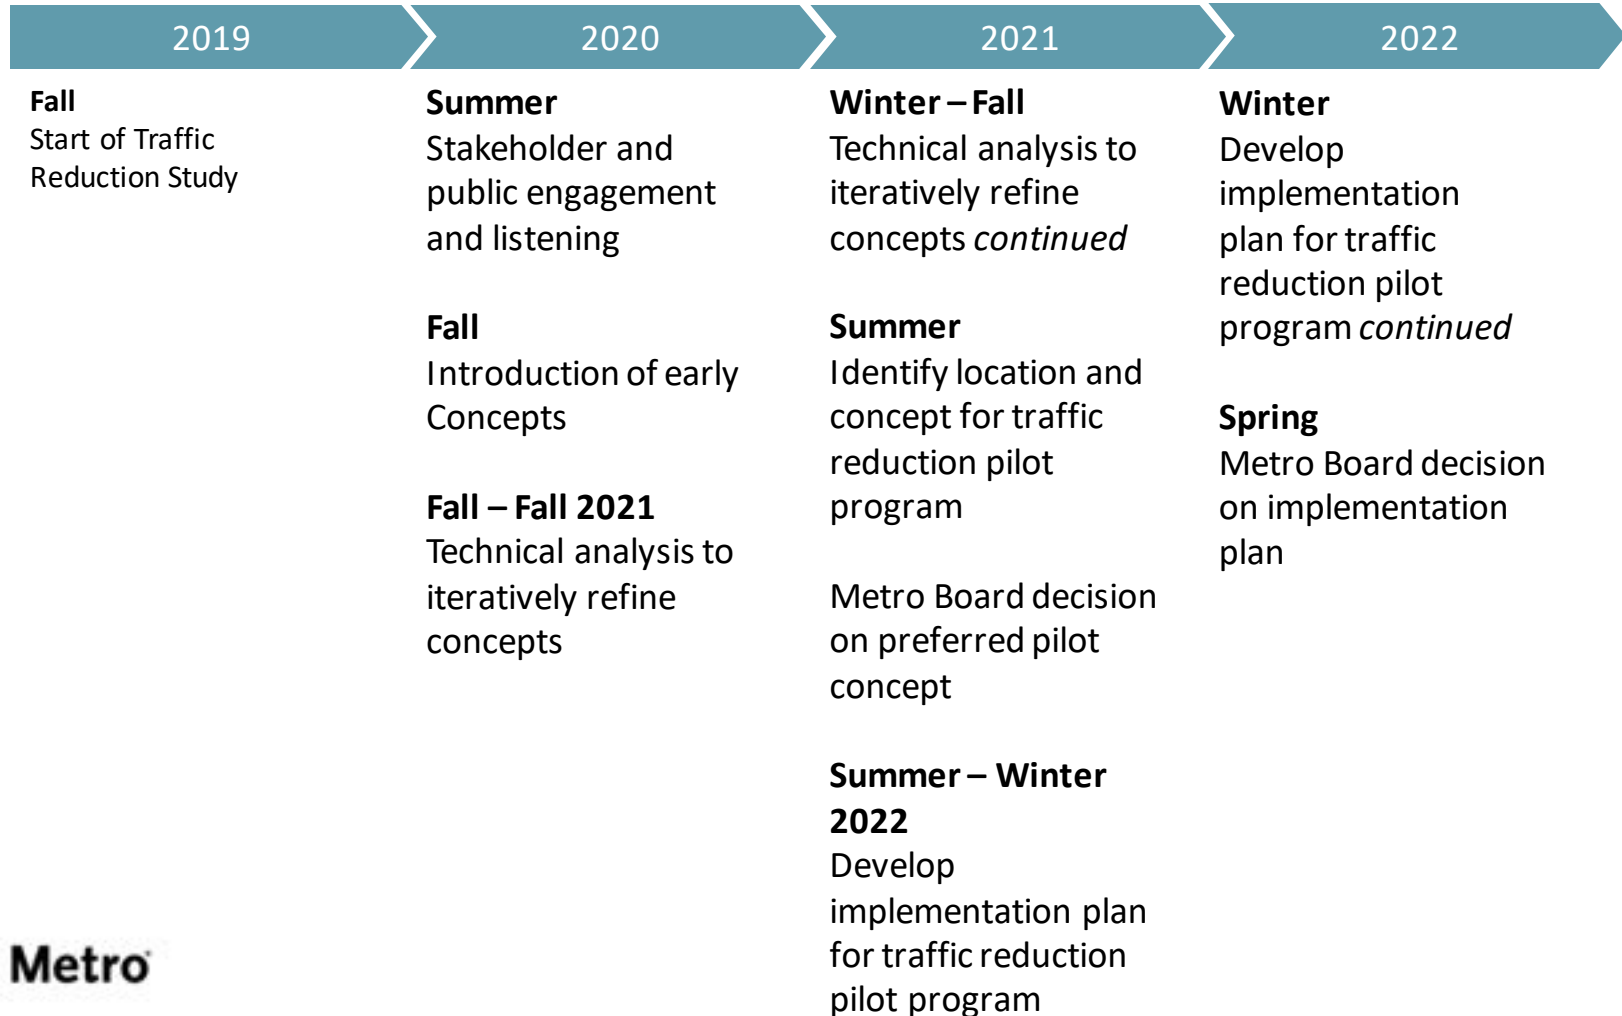 2019
2020
2021
2022
Fall
Start of Traffic
Reduction Study
Summer
Stakeholder and
public engagement
and listening
Fall
Introduction of early
Concepts
Fall – Fall 2021
Technical analysis to
iteratively refine
concepts
Winter – Fall
Technical analysis to
iteratively refine
concepts continued
Summer
Identify location and
concept for traffic
reduction pilot
program
Metro Board decision
on preferred pilot
concept
Summer – Winter
2022
Develop
implementation plan
for traffic reduction
pilot program
Winter
Develop
implementation
plan for traffic
reduction pilot
program continued
Spring
Metro Board decision
on implementation
plan
Metro